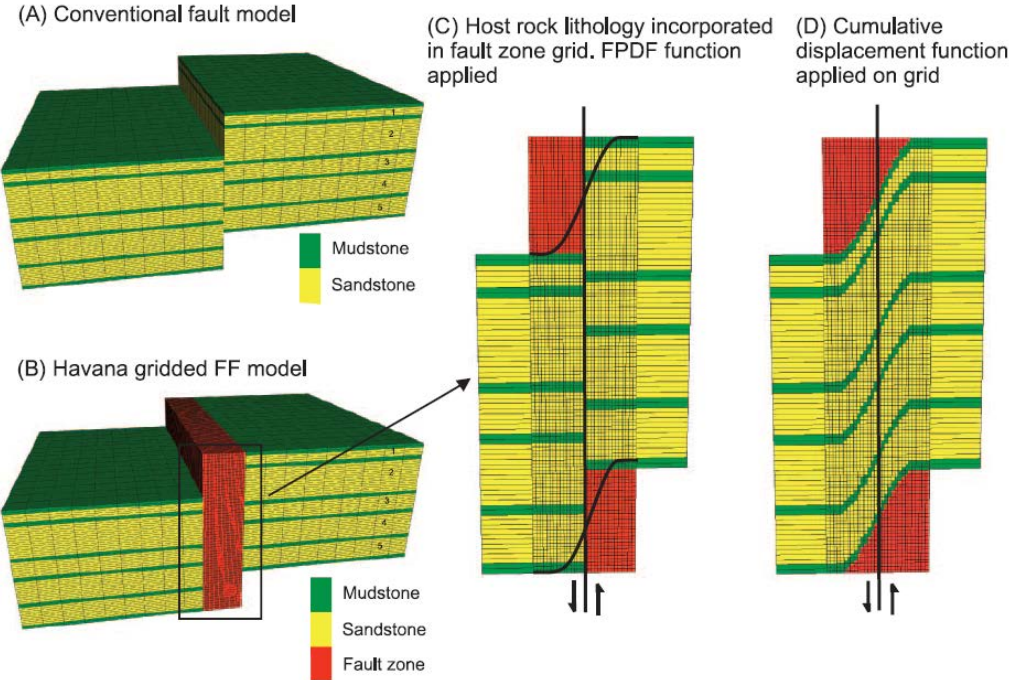 (A) Conventional fault model
1
2
3
4
5
Mudstone
Sandstone
(B) Havana gridded FF model
1
2
3
4
5
Mudstone
Sandstone
Fault zone
(C) Host rock lithology incorporated
in fault zone grid. FPDF function
applied
(D) Cumulative
displacement function
applied on grid